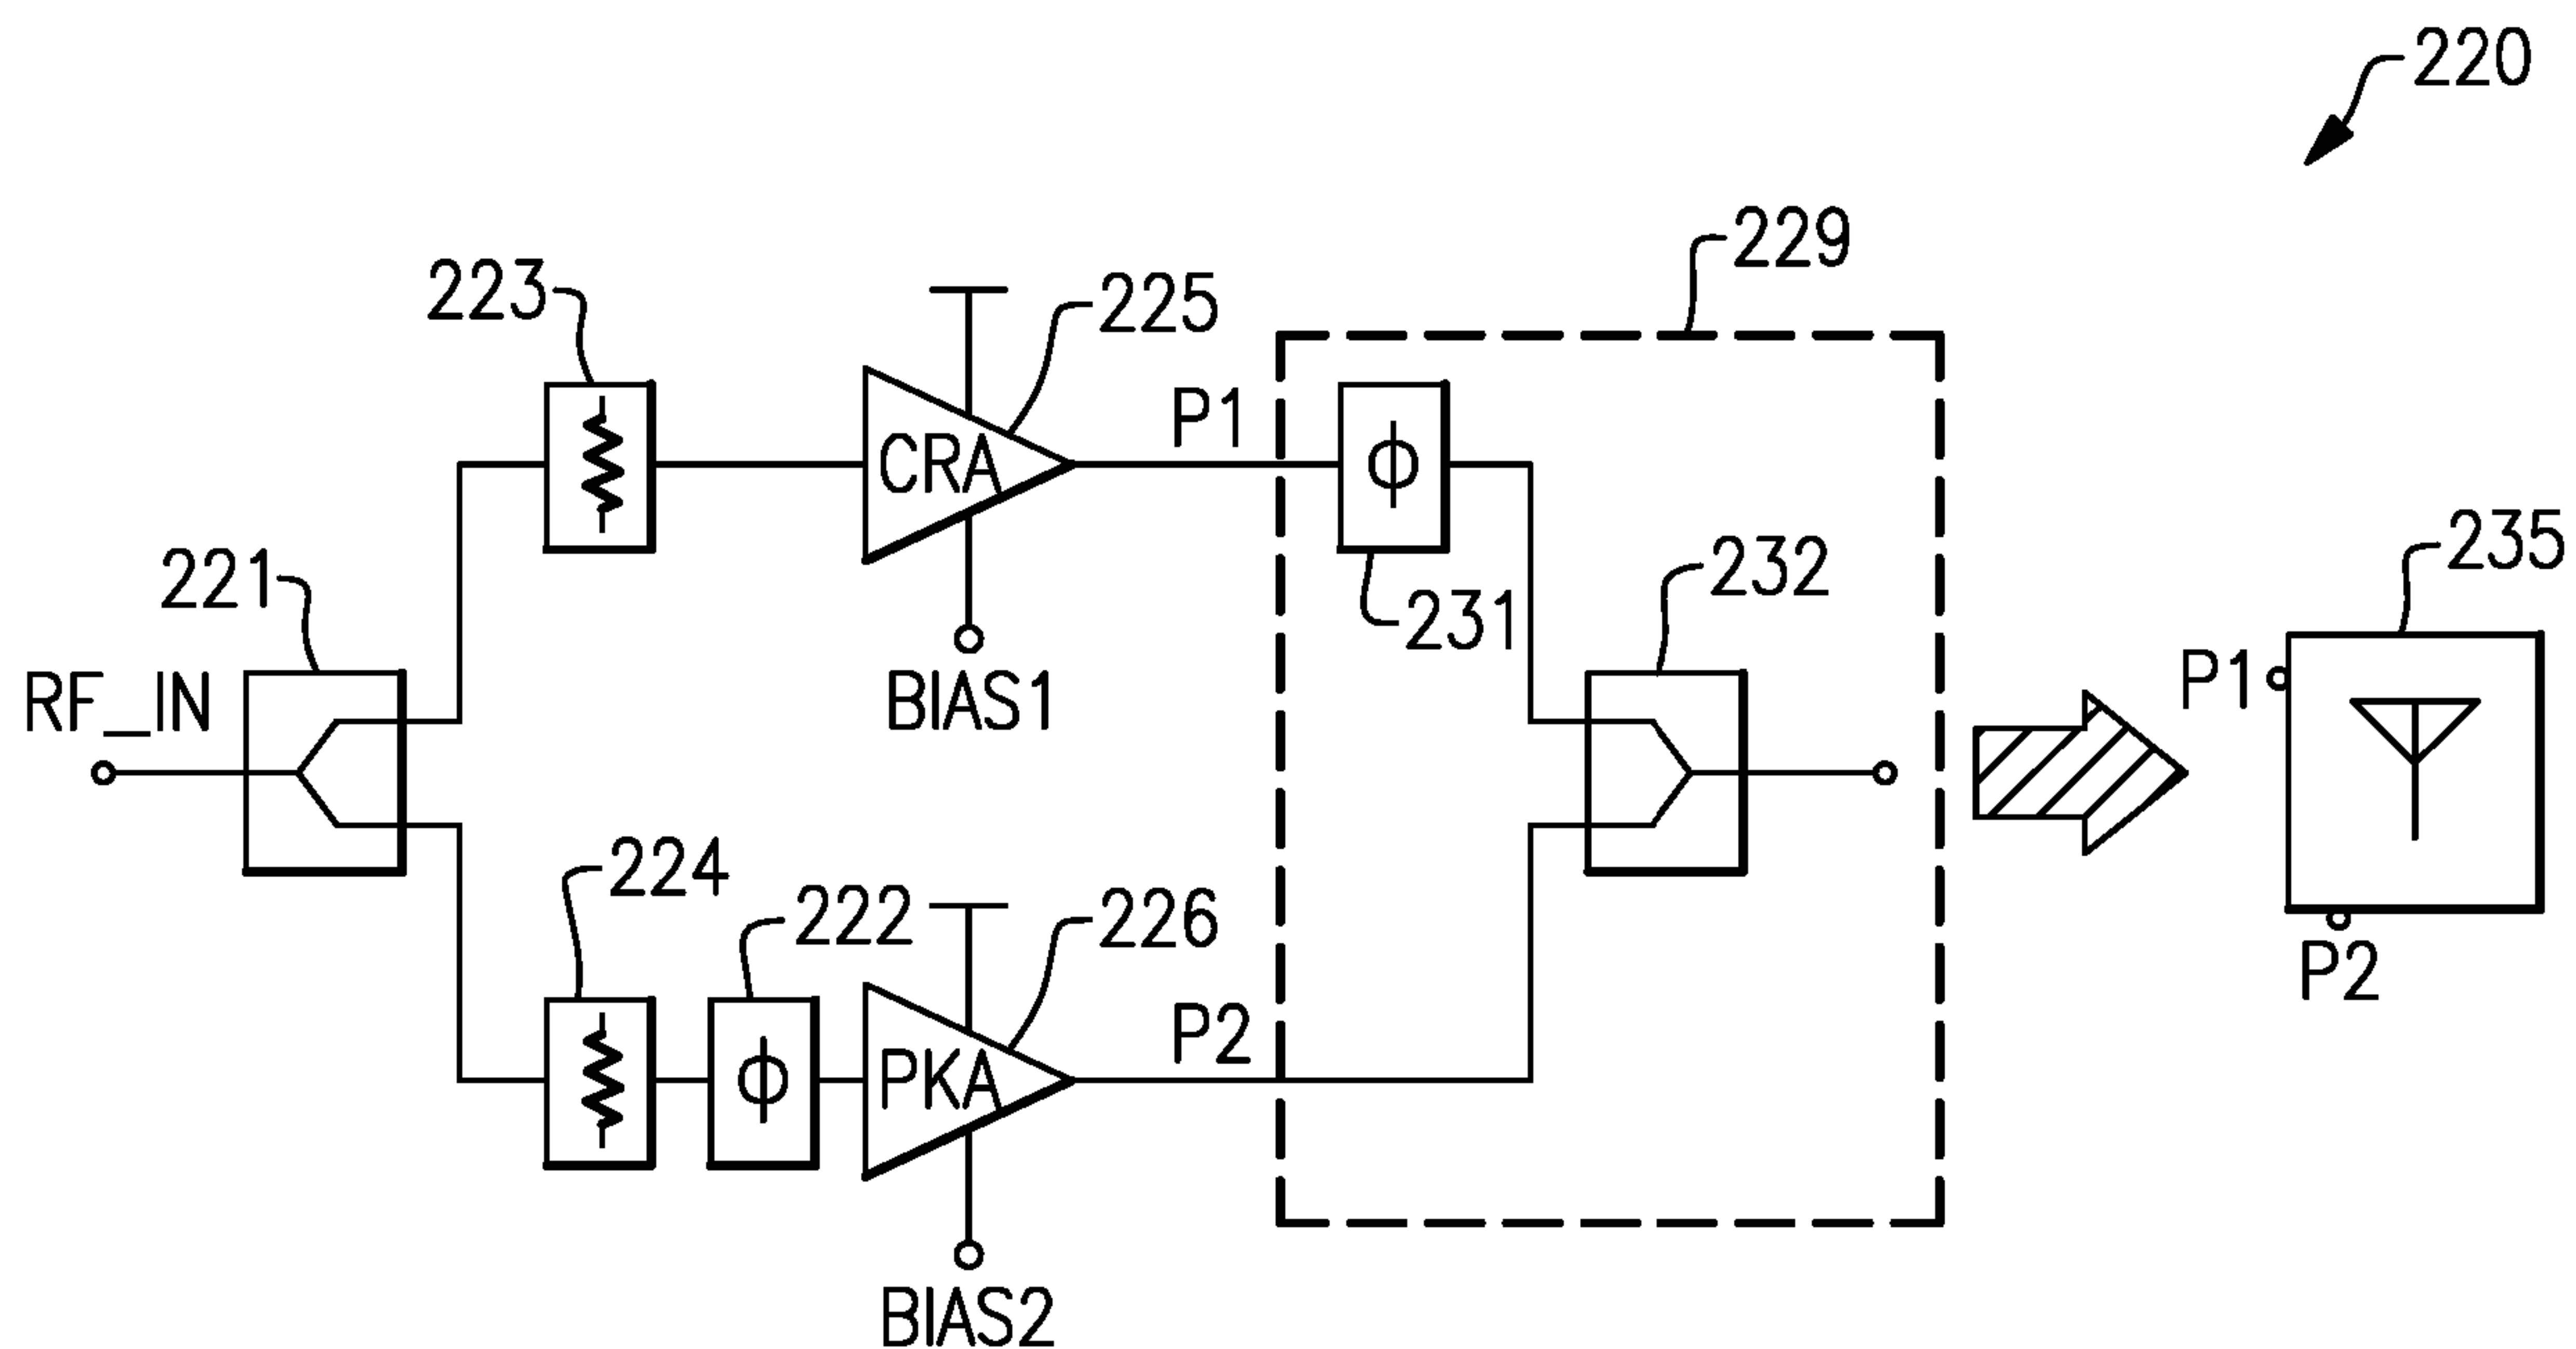 220
229
223
225
P1
CRA
φ
221
231
232
235
RF_IN
BIAS1
P1
224
222
226
P2
φ
PKA
P2
BIAS2